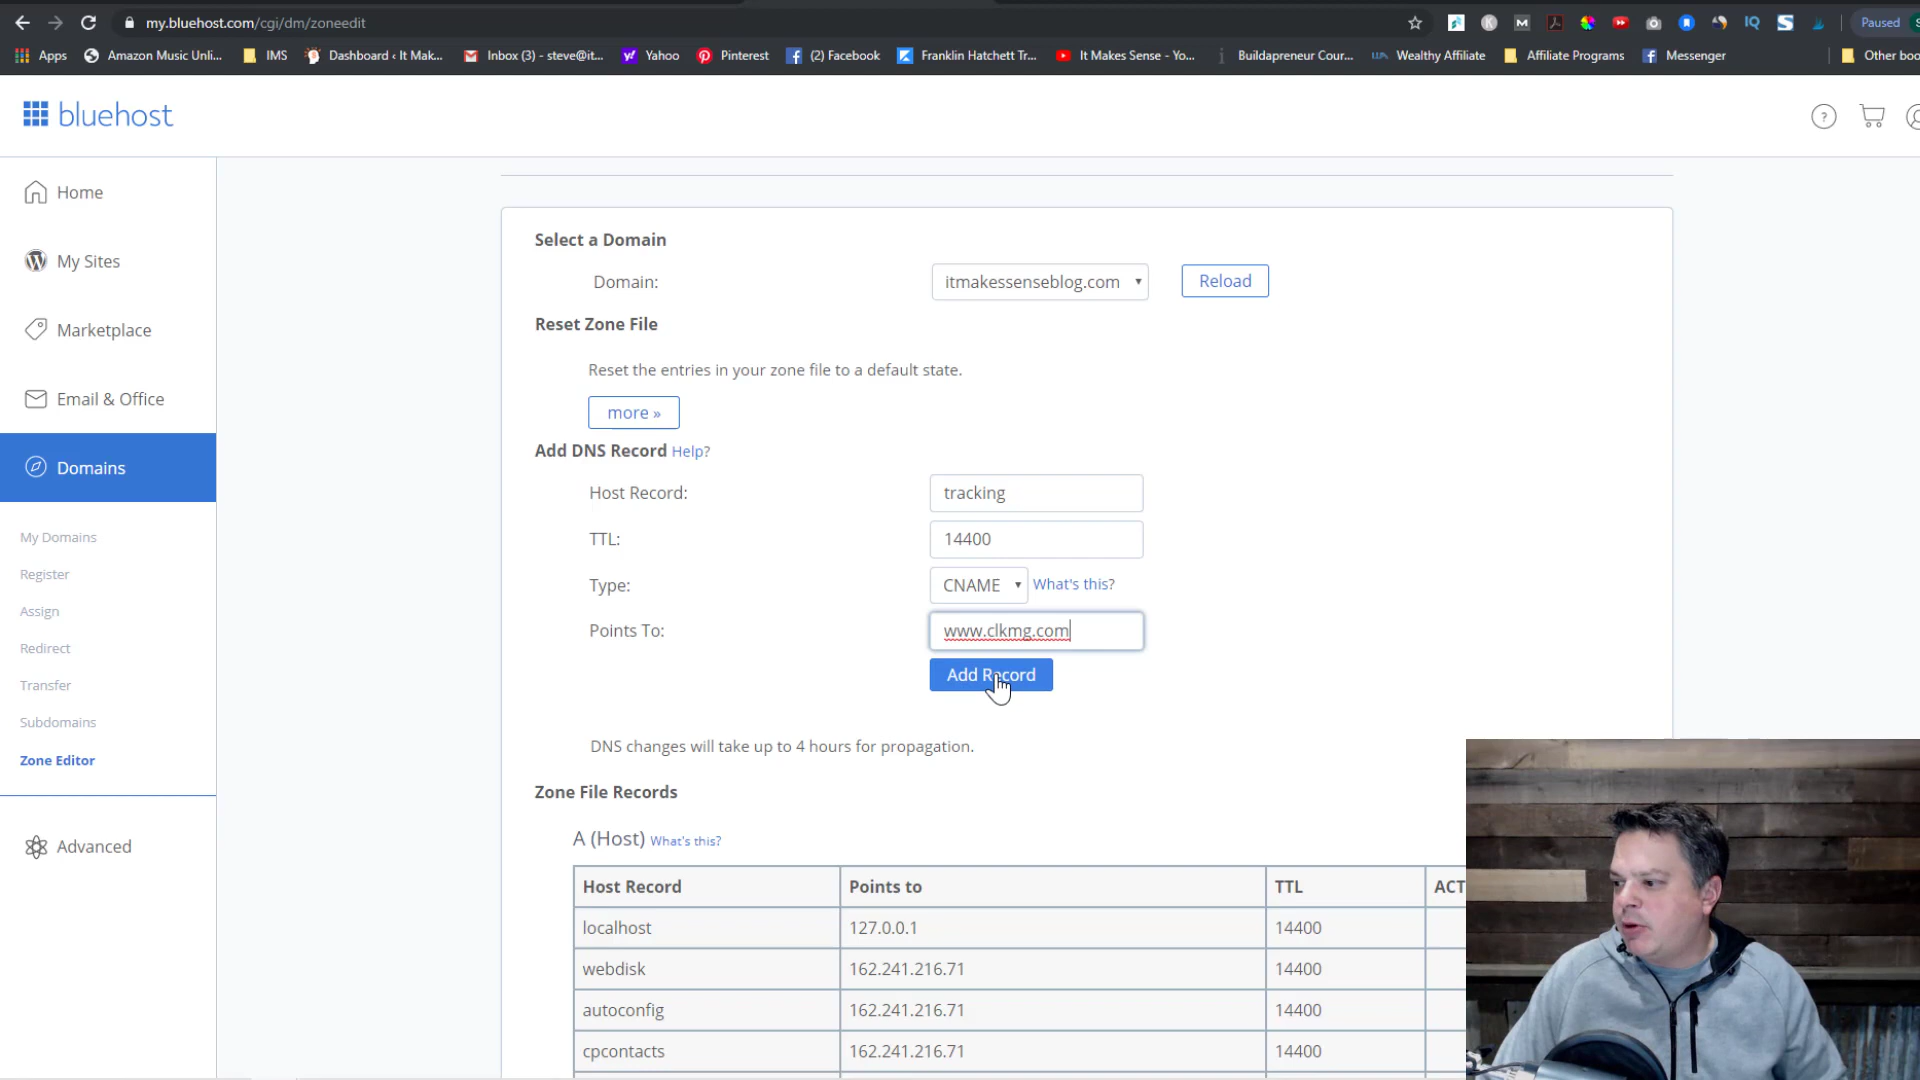 my.bluehost.com/cgi/dm/zoneedit
Paused
Apps
Amazon Music Unli...
IMS
Dashboard ‹ It Mak...
Inbox (3) - steve@it...
Yahoo
Pinterest
(2) Facebook
Franklin Hatchett Tr...
It Makes Sense - Yo...
Buildapreneur Cour...
Wealthy Affiliate
Affiliate Programs
Messenger
Other boo
bluehost
Home
My Sites
Marketplace
Email & Office
Domains
My Domains
Register
Assign
Redirect
Transfer
Subdomains
Zone Editor
Advanced
Select a Domain
Domain: itmakessenseblog.com Reload
Reset Zone File
Reset the entries in your zone file to a default state.
more »
Add DNS Record Help?
Host Record: tracking
TTL: 14400
Type: CNAME What's this?
Points To: www.clkmg.com
Add Record
DNS changes will take up to 4 hours for propagation.
Zone File Records
A (Host) What's this?
Host Record Points to TTL ACT
localhost 127.0.0.1 14400
webdisk 162.241.216.71 14400
autoconfig 162.241.216.71 14400
cpcontacts 162.241.216.71 14400